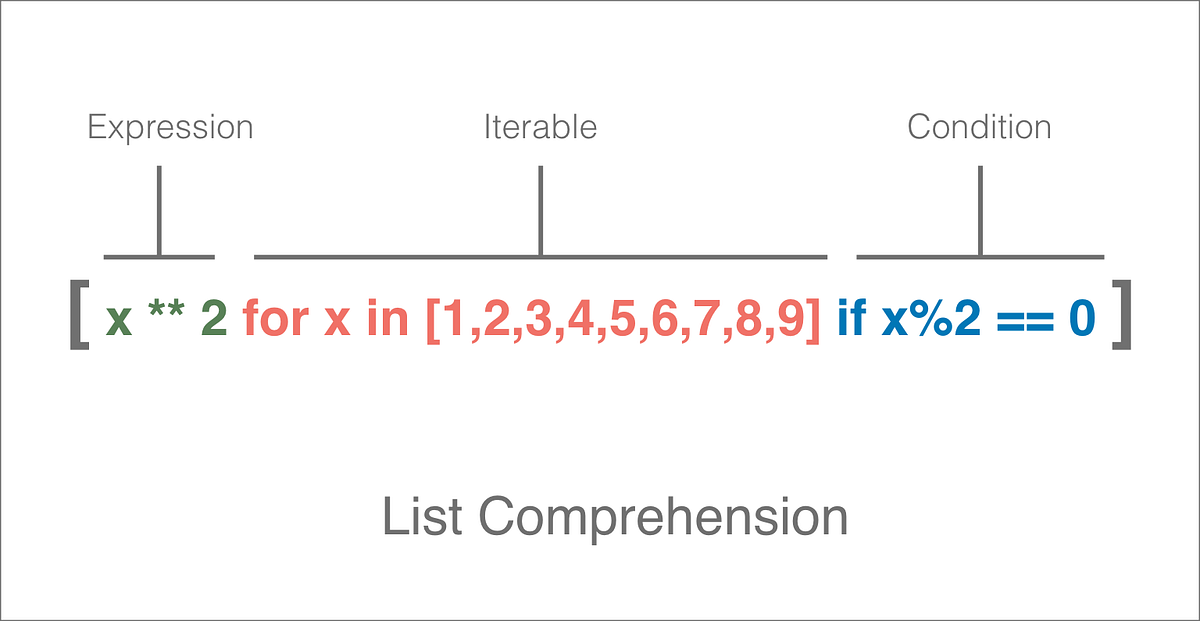 Expression Iterable Condition
[ x ** 2 for x in [1,2,3,4,5,6,7,8,9] if x%2 == 0 ]
List Comprehension